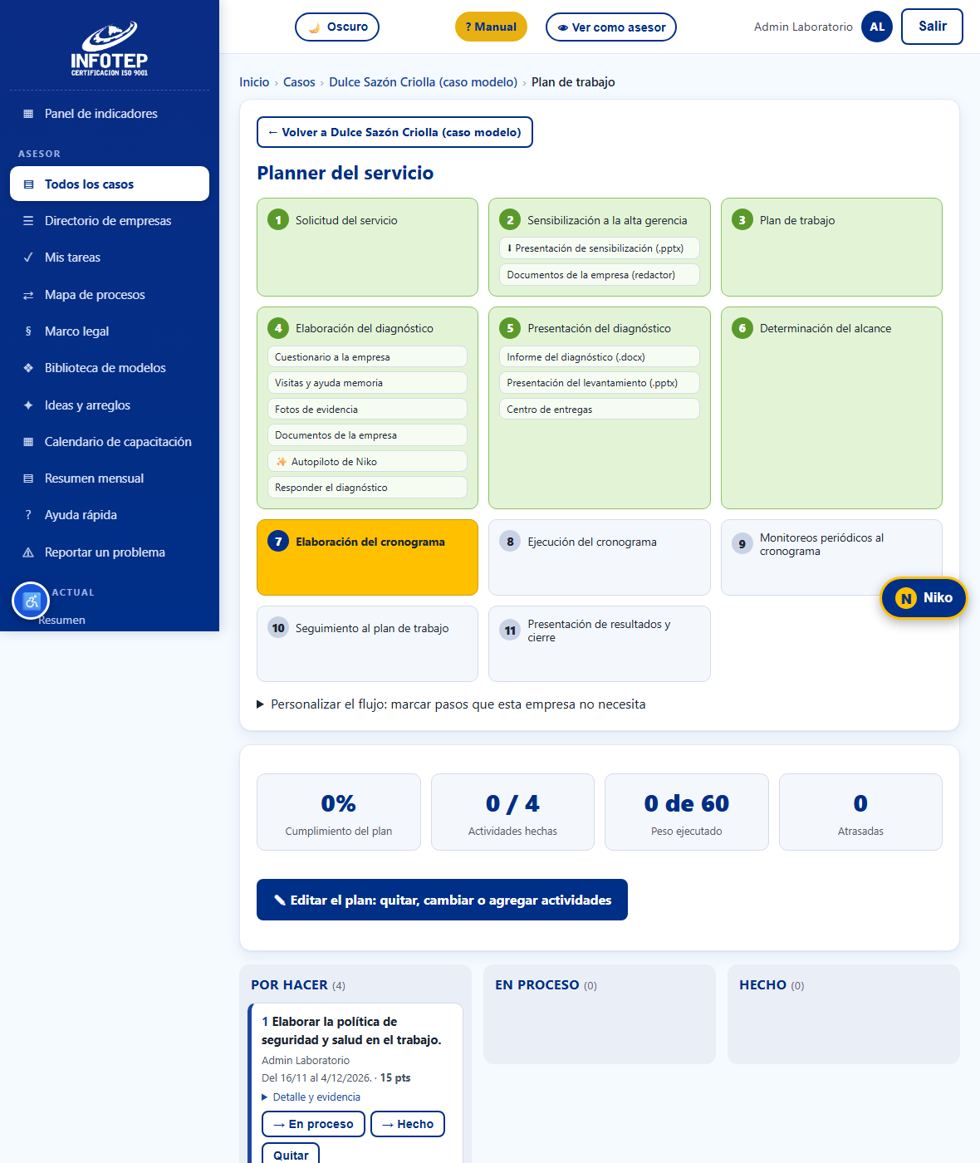 INFOTEP
CERTIFICACION ISO 9001
Panel de indicadores
ASESOR
Todos los casos
Directorio de empresas
Mis tareas
Mapa de procesos
§ Marco legal
Biblioteca de modelos
Ideas y arreglos
Calendario de capacitación
Resumen mensual
? Ayuda rápida
Reportar un problema
ACTUAL
Resumen
Oscuro
? Manual
Ver como asesor
Admin Laboratorio
AL
Salir
Inicio › Casos › Dulce Sazón Criolla (caso modelo) › Plan de trabajo
← Volver a Dulce Sazón Criolla (caso modelo)
Planner del servicio
1 Solicitud del servicio
2 Sensibilización a la alta gerencia
⬇ Presentación de sensibilización (.pptx)
Documentos de la empresa (redactor)
3 Plan de trabajo
4 Elaboración del diagnóstico
Cuestionario a la empresa
Visitas y ayuda memoria
Fotos de evidencia
Documentos de la empresa
✨ Autopiloto de Niko
Responder el diagnóstico
5 Presentación del diagnóstico
Informe del diagnóstico (.docx)
Presentación del levantamiento (.pptx)
Centro de entregas
6 Determinación del alcance
7 Elaboración del cronograma
8 Ejecución del cronograma
9 Monitoreos periódicos al
cronograma
N Niko
10 Seguimiento al plan de trabajo
11 Presentación de resultados y
cierre
▶ Personalizar el flujo: marcar pasos que esta empresa no necesita
0%
Cumplimiento del plan
0 / 4
Actividades hechas
0 de 60
Peso ejecutado
0
Atrasadas
✎ Editar el plan: quitar, cambiar o agregar actividades
POR HACER (4)
1 Elaborar la política de
seguridad y salud en el trabajo.
Admin Laboratorio
Del 16/11 al 4/12/2026. · 15 pts
▶ Detalle y evidencia
→ En proceso
→ Hecho
Quitar
EN PROCESO (0)
HECHO (0)